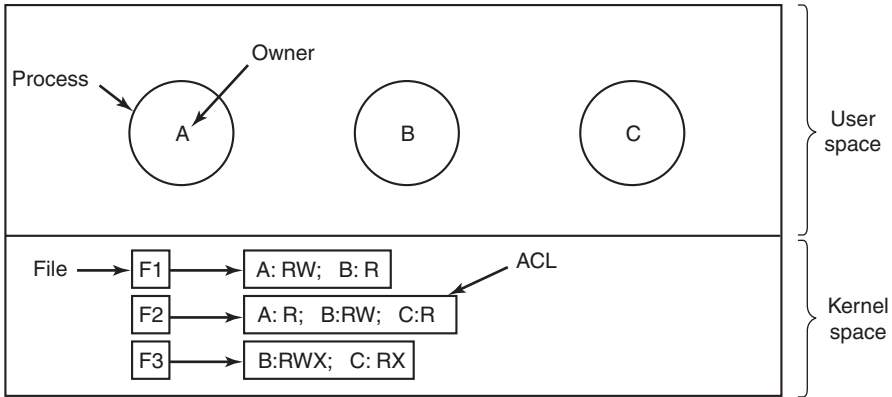 Owner
Process
A
B
C
User
space
File
F1
A: RW; B: R
ACL
F2
A: R; B:RW; C:R
F3
B:RWX; C: RX
Kernel
space